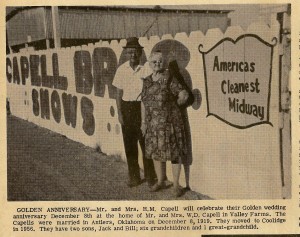 CAPELL BROS
SHOWS
America's
Cleanest
Midway
GOLDEN ANNIVERSARY—Mr. and Mrs. H.M. Capell will celebrate their Golden wedding
anniversary December 8th at the home of Mr. and Mrs. W.D. Capell in Valley Farms. The
Capells were married in Antlers, Oklahoma on December 8, 1919. They moved to Coolidge
in 1956. They have two sons, Jack and Bill; six grandchildren and 1 great-grandchild.